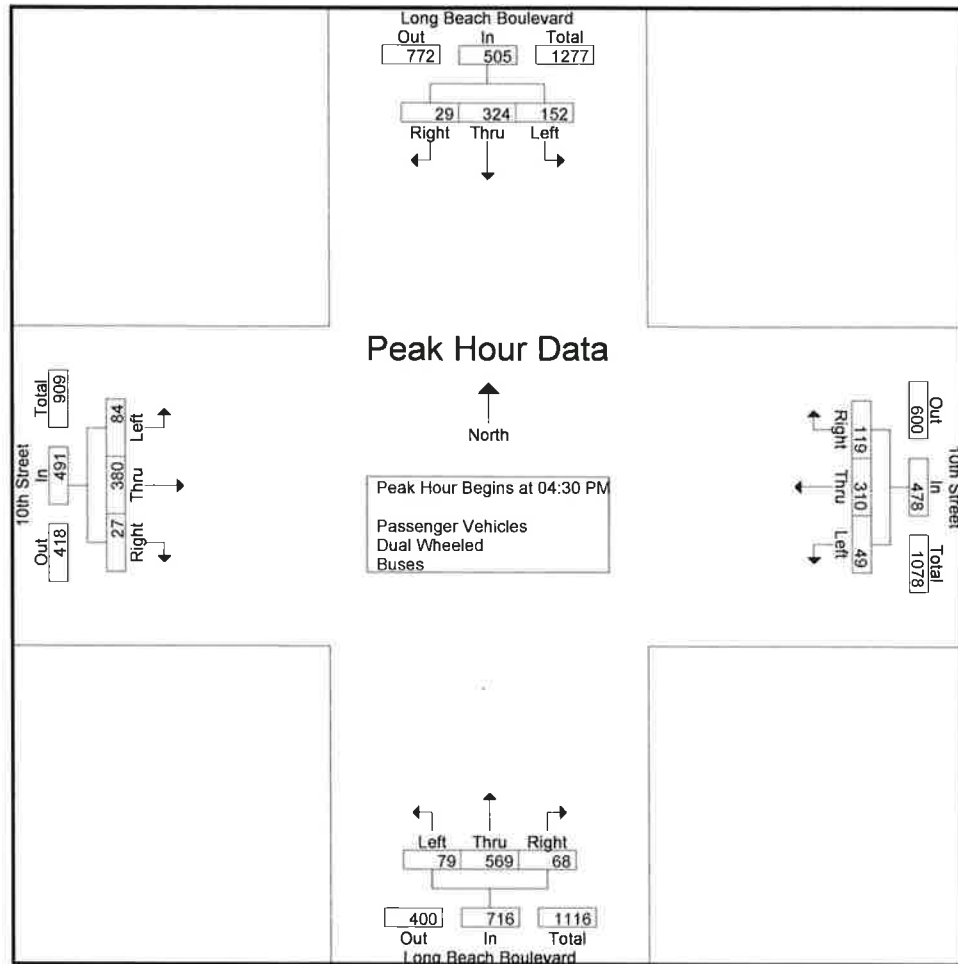 Long Beach Boulevard
Out In Total
772 505 1277
29 324 152
Right Thru Left
Peak Hour Data
North
Peak Hour Begins at 04:30 PM
Passenger Vehicles
Dual Wheeled
Buses
10th Street
Total In Out
909 491 418
84 380 27
Left Thru Right
10th Street
Out In Total
600 478 1078
119 310 49
Right Thru Left
Left Thru Right
79 569 68
400 716 1116
Out In Total
Long Beach Boulevard